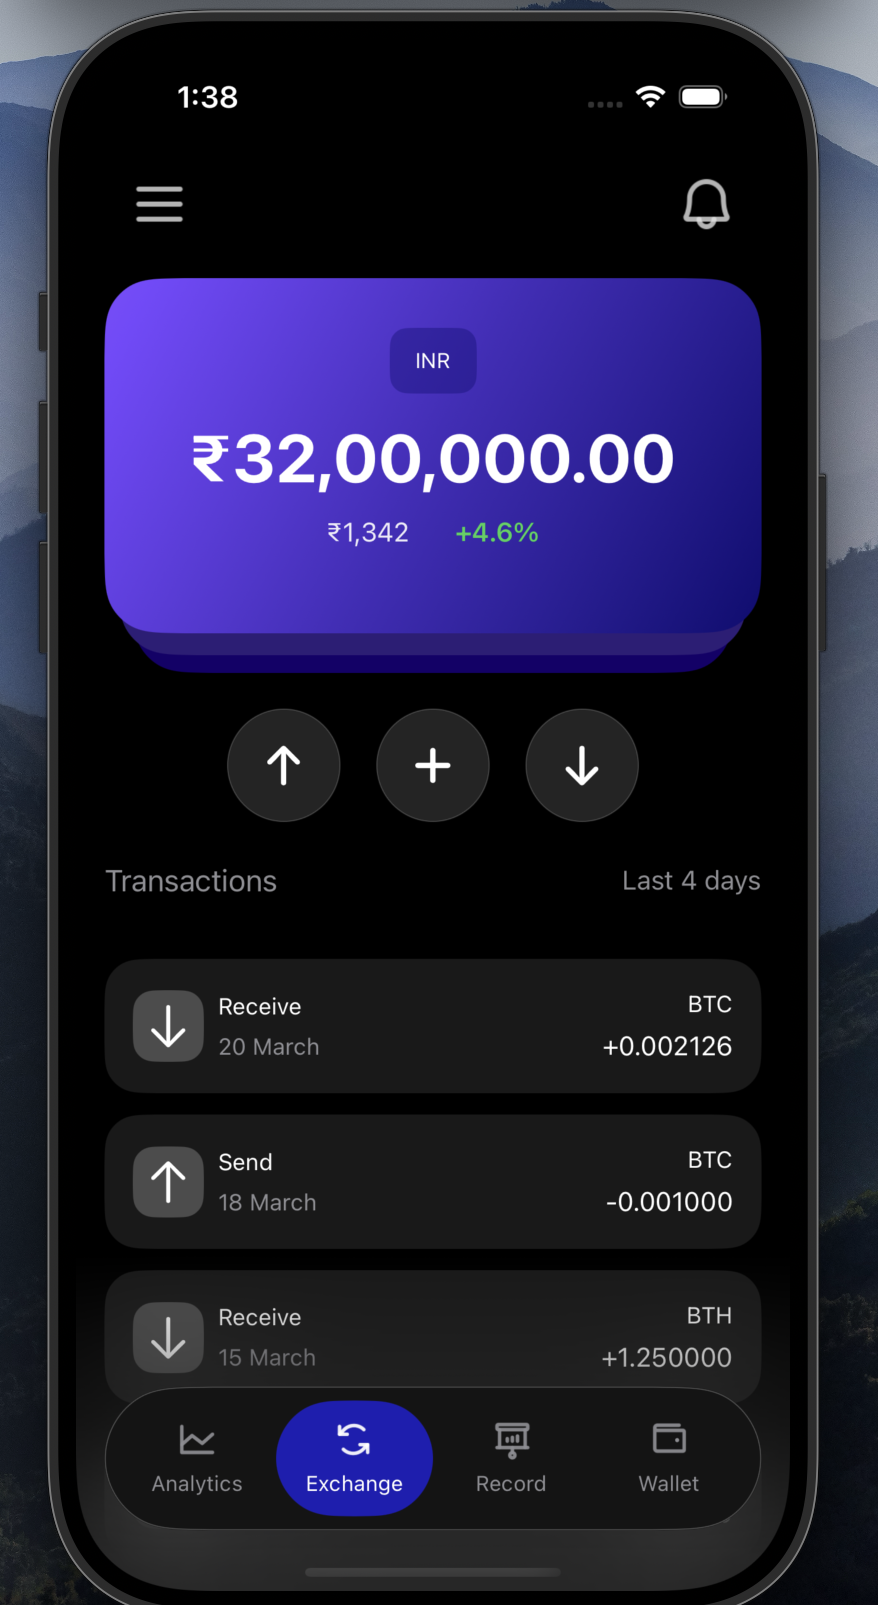 1:38
INR
₹32,00,000.00
₹1,342 +4.6%
Transactions Last 4 days
Receive BTC
20 March +0.002126
Send BTC
18 March -0.001000
Receive BTH
15 March +1.250000
Analytics Exchange Record Wallet